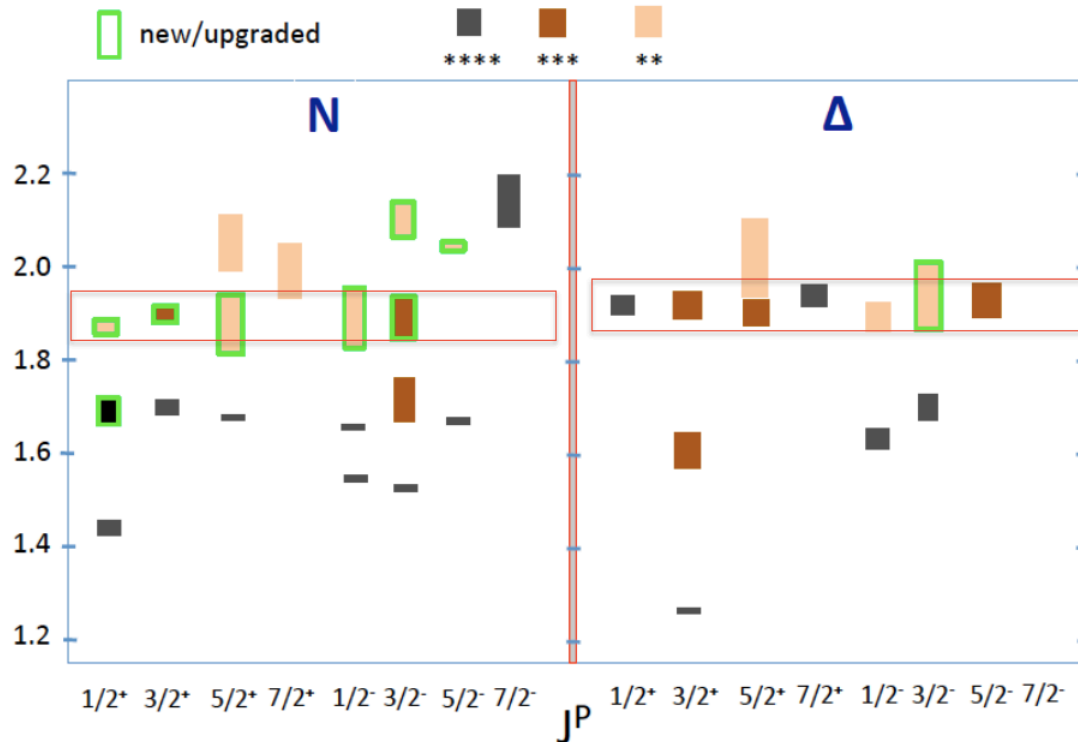 new/upgraded
**** *** **
N Δ
2.2
2.0
1.8
1.6
1.4
1.2
1/2⁺ 3/2⁺ 5/2⁺ 7/2⁺ 1/2⁻ 3/2⁻ 5/2⁻ 7/2⁻ 1/2⁺ 3/2⁺ 5/2⁺ 7/2⁺ 1/2⁻ 3/2⁻ 5/2⁻ 7/2⁻
Jᴾ